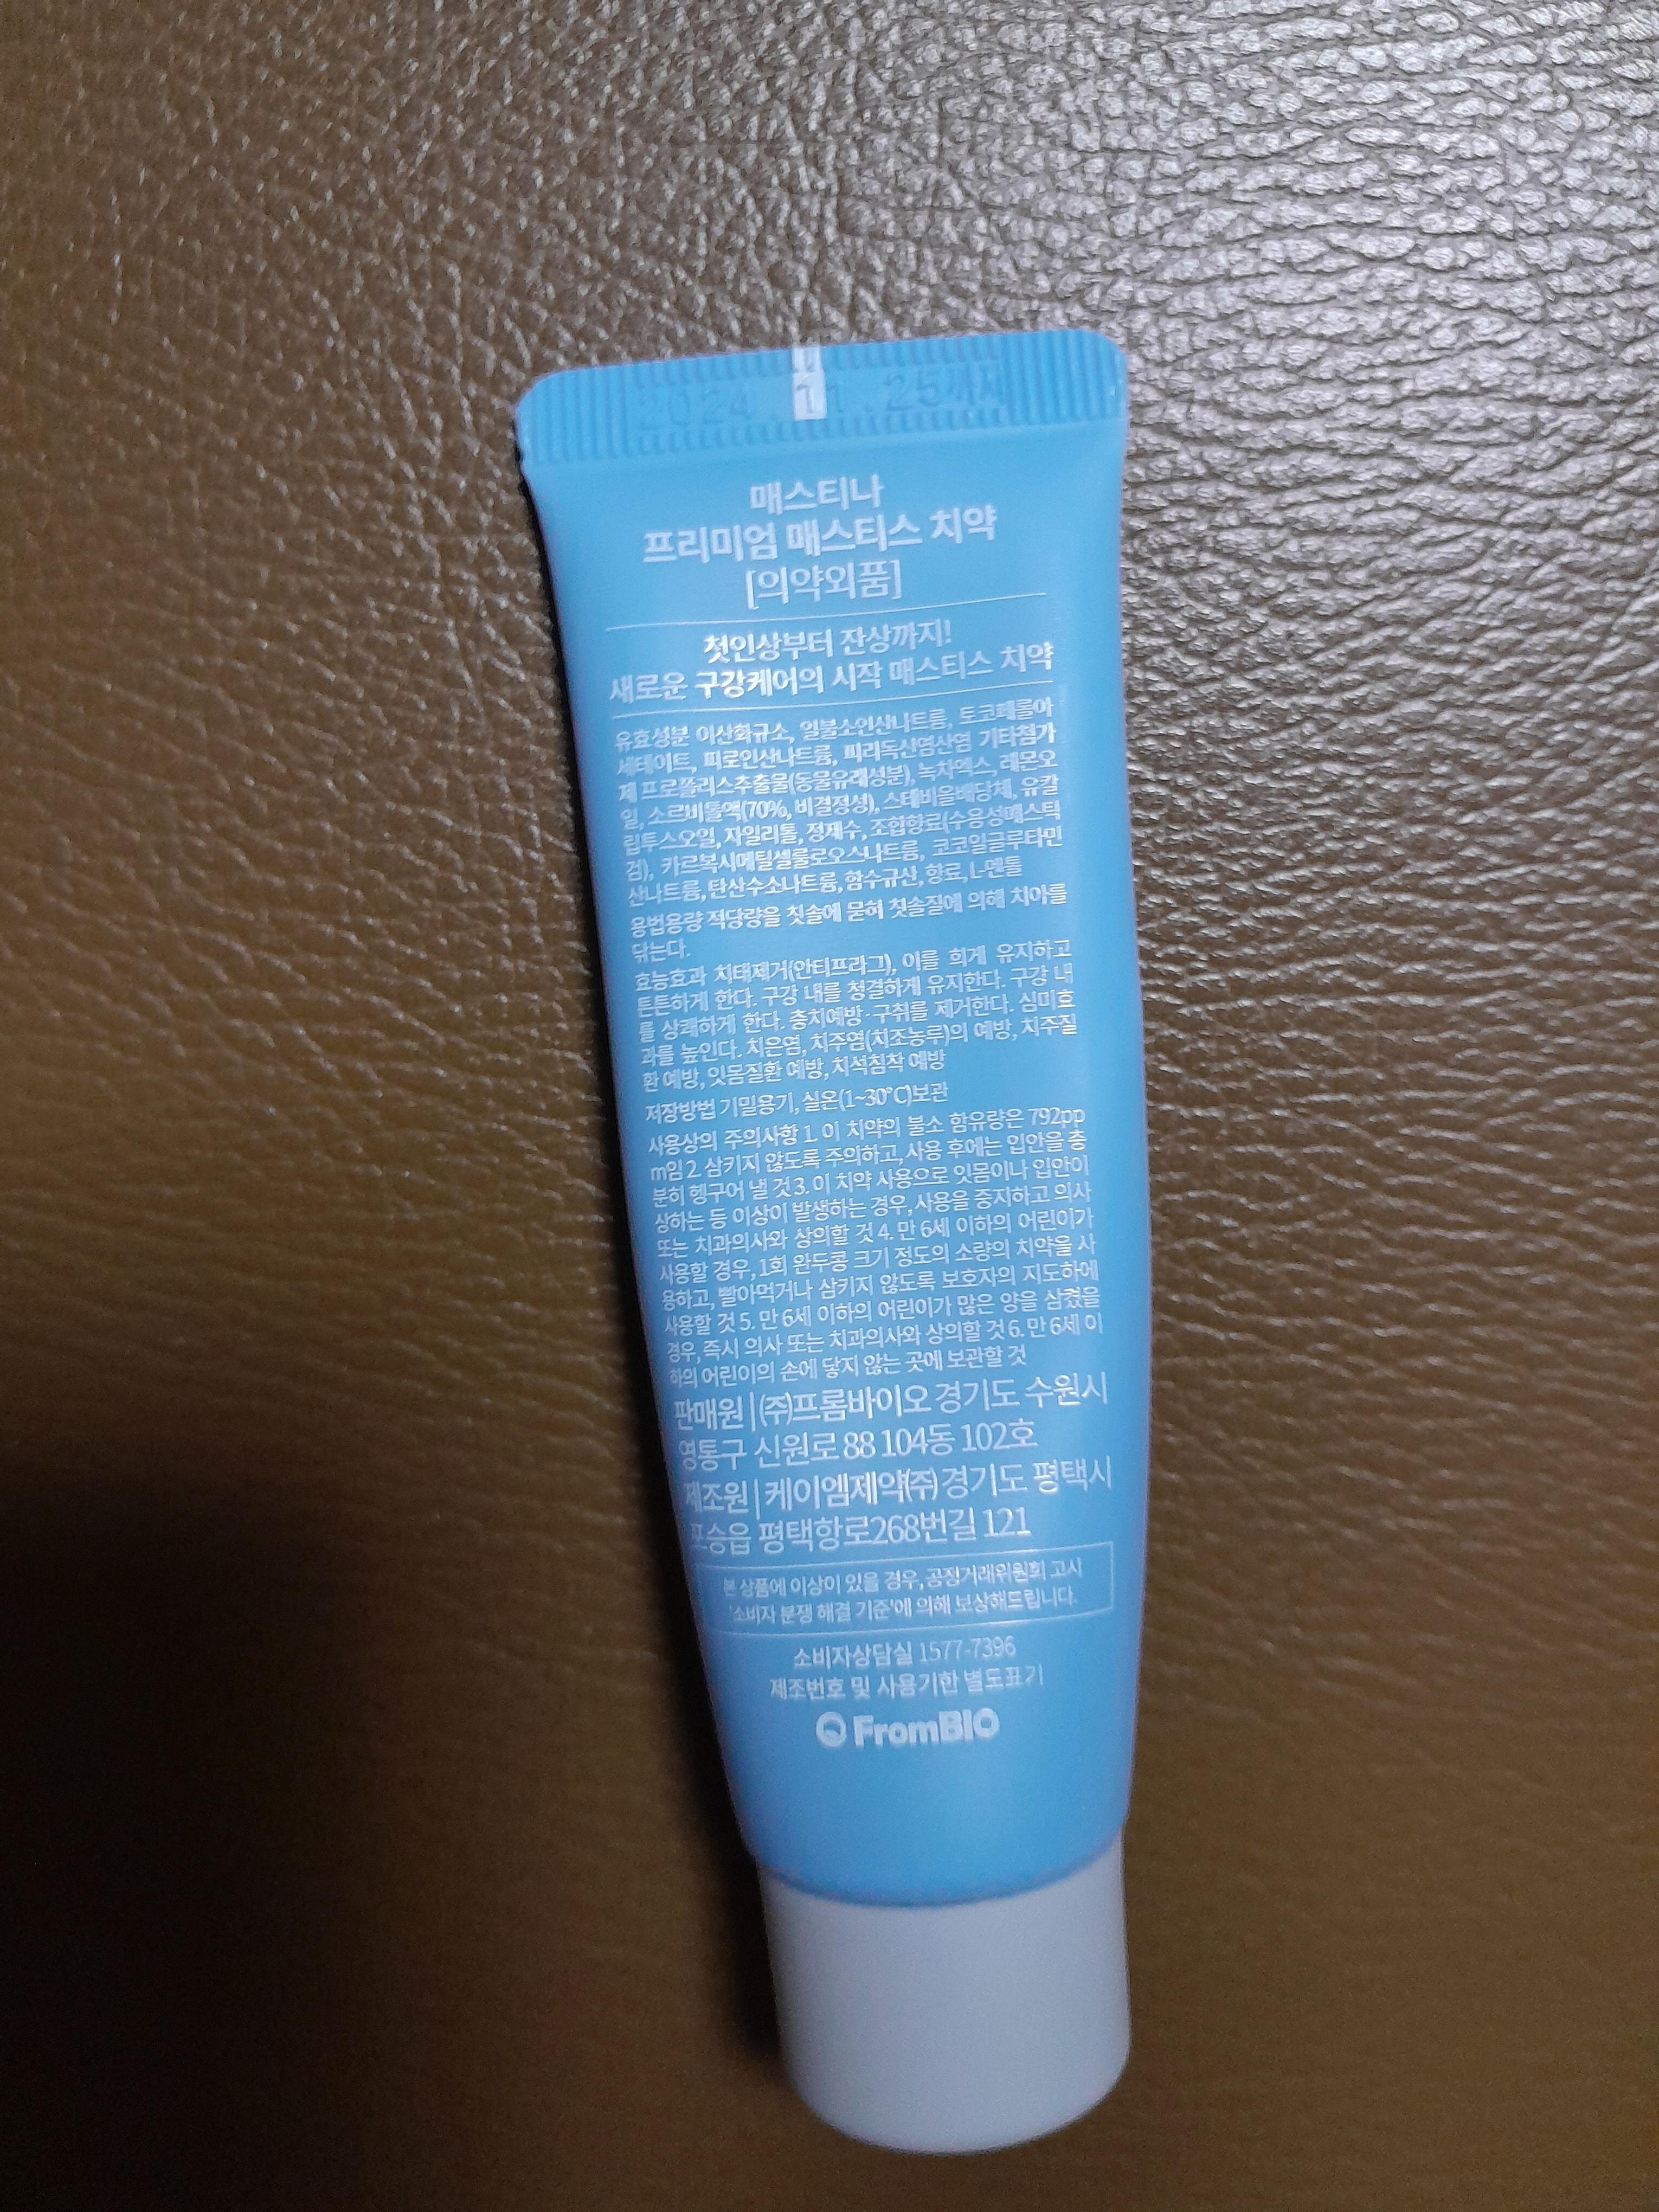 2024.11.25까지
매스티나
프리미엄 매스티스 치약
[의약외품]
첫인상부터 잔상까지!
새로운 구강케어의 시작 매스티스 치약
유효성분 이산화규소, 일불소인산나트륨, 토코페롤아
세테이트, 피로인산나트륨, 피리독신염산염 기타첨가
제 프로폴리스추출물(동물유래성분), 녹차엑스, 레몬오
일, 소르비톨액(70%, 비결정성), 스테비올배당체, 유칼
립투스오일, 자일리톨, 정제수, 조합향료(수용성매스틱
검), 카르복시메틸셀룰로오스나트륨, 코코일글루타민
산나트륨, 탄산수소나트륨, 함수규산, 향료, L-멘톨
용법용량 적당량을 칫솔에 묻혀 칫솔질에 의해 치아를
닦는다.
효능효과 치태제거(안티프라그), 이를 희게 유지하고
튼튼하게 한다. 구강 내를 청결하게 유지한다. 구강 내
를 상쾌하게 한다. 충치예방·구취를 제거한다. 심미효
과를 높인다. 치은염, 치주염(치조농루)의 예방, 치주질
환 예방, 잇몸질환 예방, 치석침착 예방
저장방법 기밀용기, 실온(1~30℃)보관
사용상의 주의사항 1. 이 치약의 불소 함유량은 792pp
m임 2. 삼키지 않도록 주의하고, 사용 후에는 입안을 충
분히 헹구어 낼 것 3. 이 치약 사용으로 잇몸이나 입안이
상하는 등 이상이 발생하는 경우, 사용을 중지하고 의사
또는 치과의사와 상의할 것 4. 만 6세 이하의 어린이가
사용할 경우, 1회 완두콩 크기 정도의 소량의 치약을 사
용하고, 빨아먹거나 삼키지 않도록 보호자의 지도하에
사용할 것 5. 만 6세 이하의 어린이가 많은 양을 삼켰을
경우, 즉시 의사 또는 치과의사와 상의할 것 6. 만 6세 이
하의 어린이의 손에 닿지 않는 곳에 보관할 것
판매원 | (주)프롬바이오 경기도 수원시
영통구 신원로 88 104동 102호
제조원 | 케이엠제약(주) 경기도 평택시
포승읍 평택항로268번길 121
본 상품에 이상이 있을 경우, 공정거래위원회 고시
'소비자 분쟁 해결 기준'에 의해 보상해드립니다.
소비자상담실 1577-7396
제조번호 및 사용기한 별도표기
FromBIO